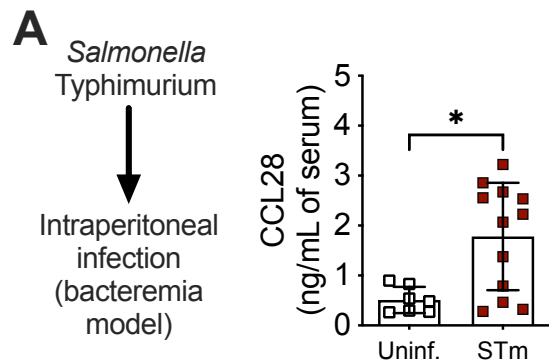 A
Salmonella
Typhimurium
Intraperitoneal
infection
(bacteremia
model)
CCL28
(ng/mL of serum)
5
4
3
2
1
0
*
Uninf.
STm